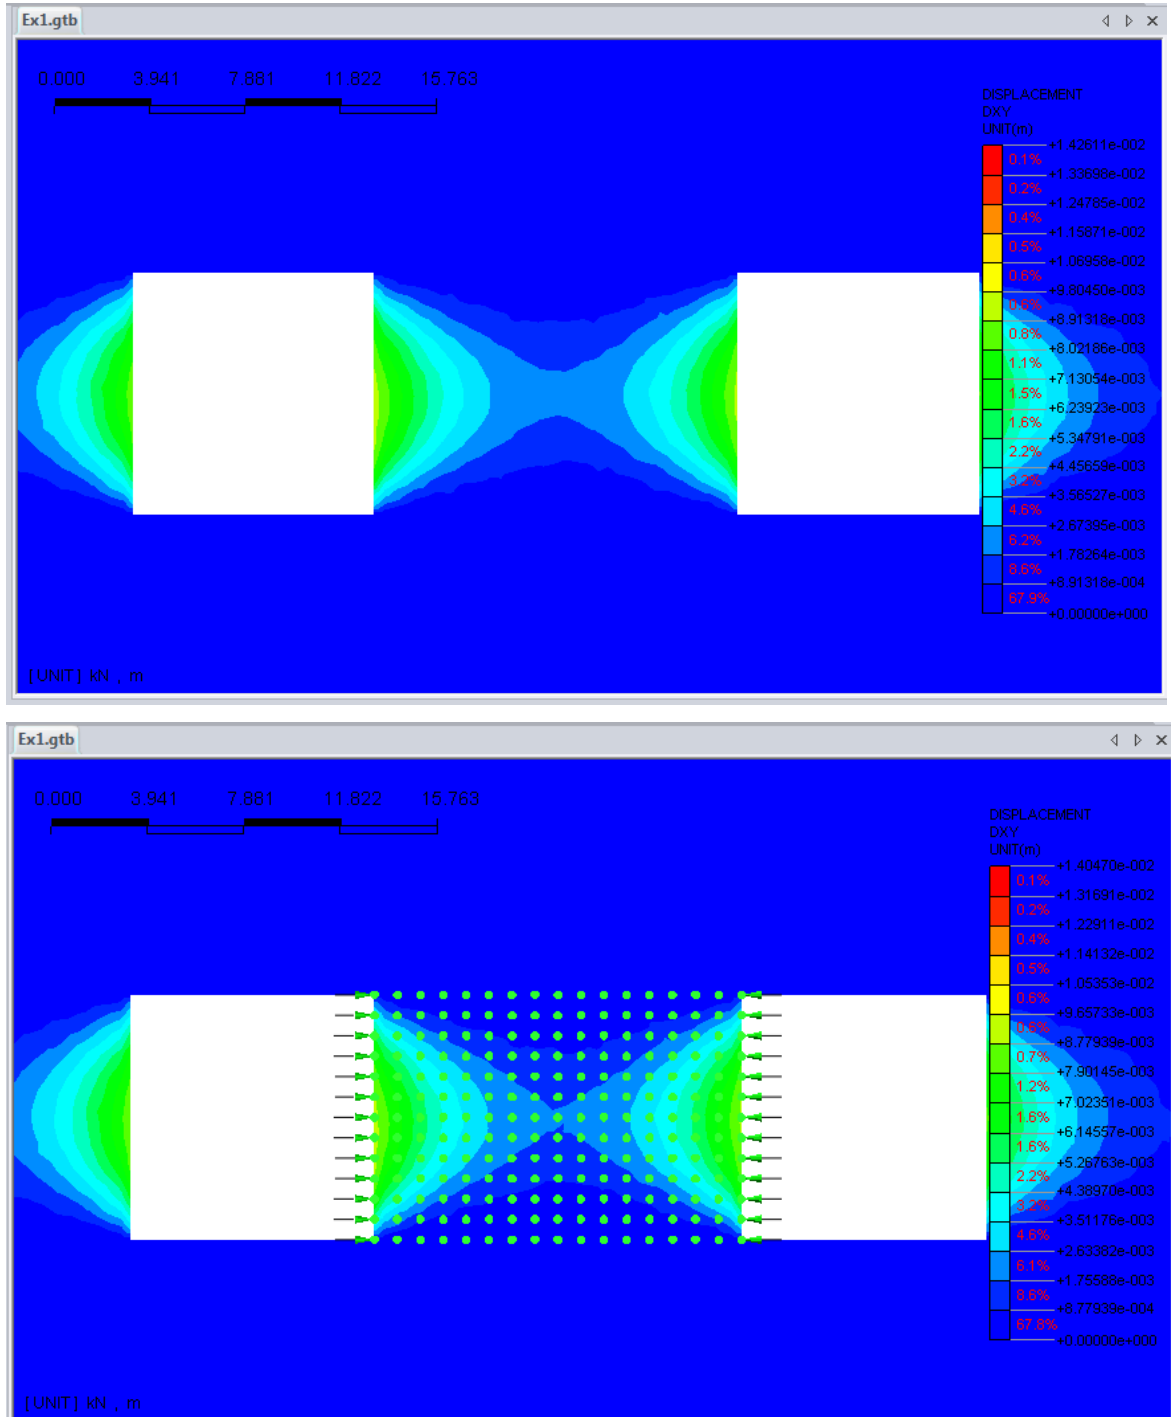 Ex1.gtb
0.000 3.941 7.881 11.822 15.763
DISPLACEMENT
DXY
UNIT(m)
+1.42611e-002
0.1%
+1.33698e-002
0.2%
+1.24785e-002
0.4%
+1.15871e-002
0.5%
+1.06958e-002
0.6%
+9.80450e-003
0.6%
+8.91318e-003
0.8%
+8.02186e-003
1.1%
+7.13054e-003
1.5%
+6.23923e-003
1.6%
+5.34791e-003
2.2%
+4.45659e-003
3.2%
+3.56527e-003
4.6%
+2.67395e-003
6.2%
+1.78264e-003
8.6%
+8.91318e-004
67.9%
+0.00000e+000
[UNIT] kN , m
Ex1.gtb
0.000 3.941 7.881 11.822 15.763
DISPLACEMENT
DXY
UNIT(m)
+1.40470e-002
0.1%
+1.31691e-002
0.2%
+1.22911e-002
0.4%
+1.14132e-002
0.5%
+1.05353e-002
0.6%
+9.65733e-003
0.6%
+8.77939e-003
0.7%
+7.90145e-003
1.2%
+7.02351e-003
1.6%
+6.14557e-003
1.6%
+5.26763e-003
2.2%
+4.38970e-003
3.2%
+3.51176e-003
4.6%
+2.63382e-003
6.1%
+1.75588e-003
8.6%
+8.77939e-004
67.8%
+0.00000e+000
[UNIT] kN , m